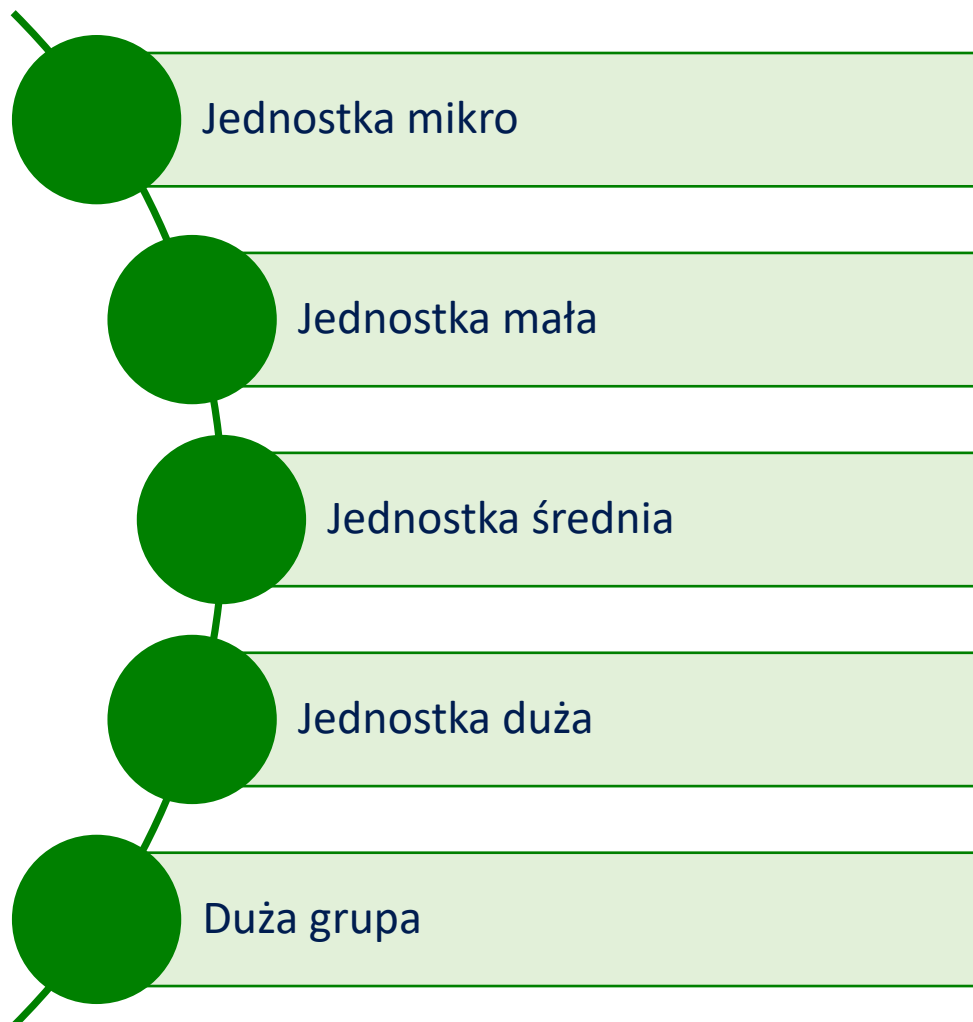 Jednostka mikro
Jednostka mała
Jednostka średnia
Jednostka duża
Duża grupa